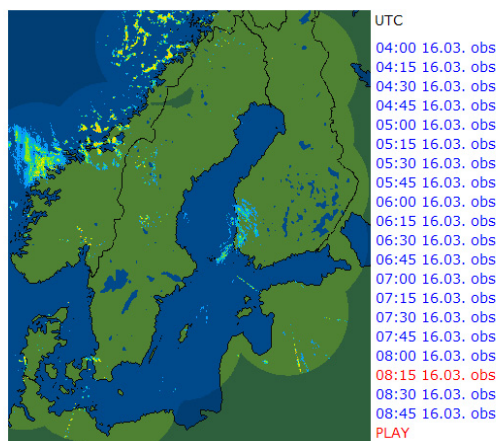 UTC
04:00 16.03. obs
04:15 16.03. obs
04:30 16.03. obs
04:45 16.03. obs
05:00 16.03. obs
05:15 16.03. obs
05:30 16.03. obs
05:45 16.03. obs
06:00 16.03. obs
06:15 16.03. obs
06:30 16.03. obs
06:45 16.03. obs
07:00 16.03. obs
07:15 16.03. obs
07:30 16.03. obs
07:45 16.03. obs
08:00 16.03. obs
08:15 16.03. obs
08:30 16.03. obs
08:45 16.03. obs
PLAY